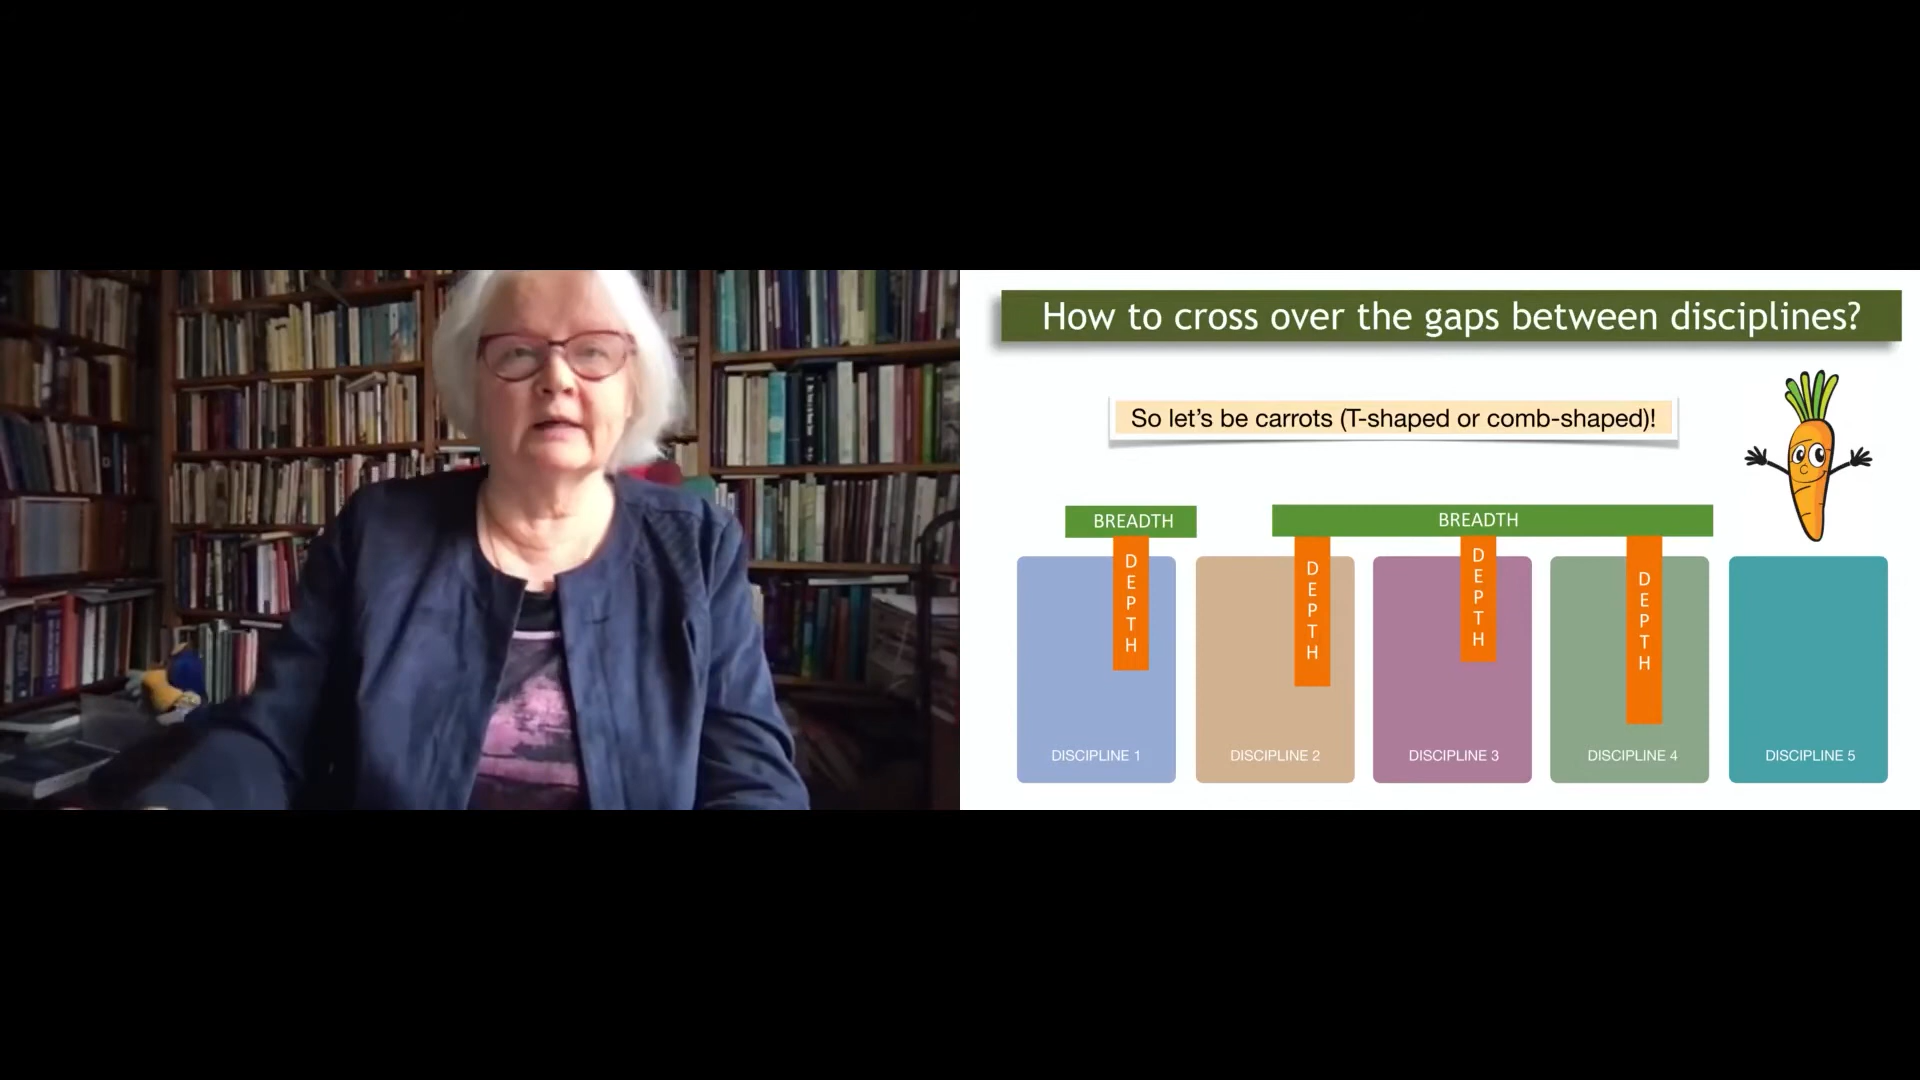 How to cross over the gaps between disciplines?
So let's be carrots (T-shaped or comb-shaped)!
BREADTH
BREADTH
DEPTH
DEPTH
DEPTH
DEPTH
DISCIPLINE 1
DISCIPLINE 2
DISCIPLINE 3
DISCIPLINE 4
DISCIPLINE 5